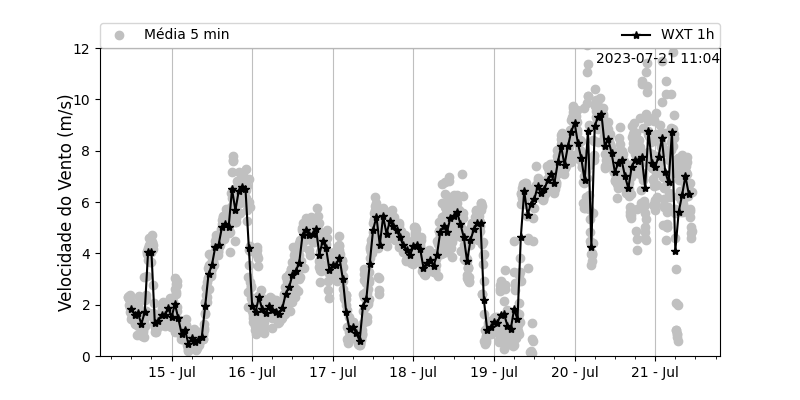 Média 5 min
WXT 1h
2023-07-21 11:04
Velocidade do Vento (m/s)
12
10
8
6
4
2
0
15 - Jul
16 - Jul
17 - Jul
18 - Jul
19 - Jul
20 - Jul
21 - Jul